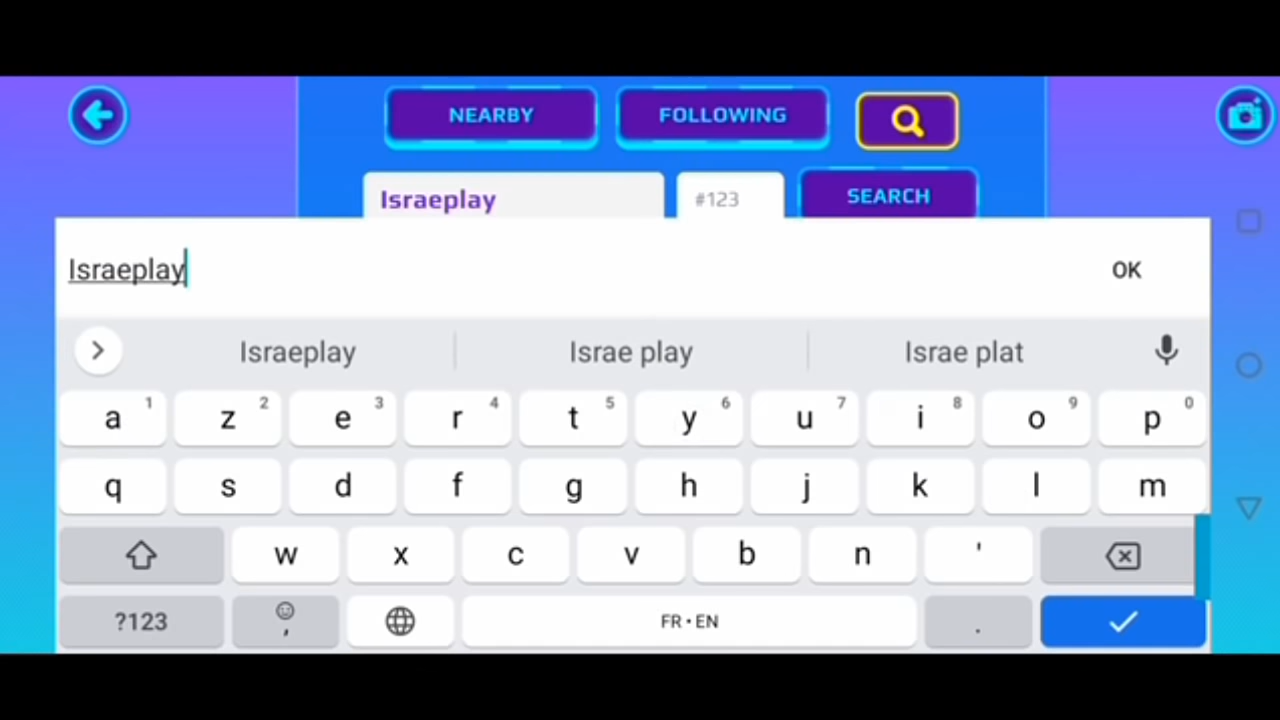 NEARBY FOLLOWING
Israeplay #123 SEARCH
Israeplay OK
Israeplay Israe play Israe plat
a 1 z 2 e 3 r 4 t 5 y 6 u 7 i 8 o 9 p 0
q s d f g h j k l m
w x c v b n '
?123 , FR • EN .